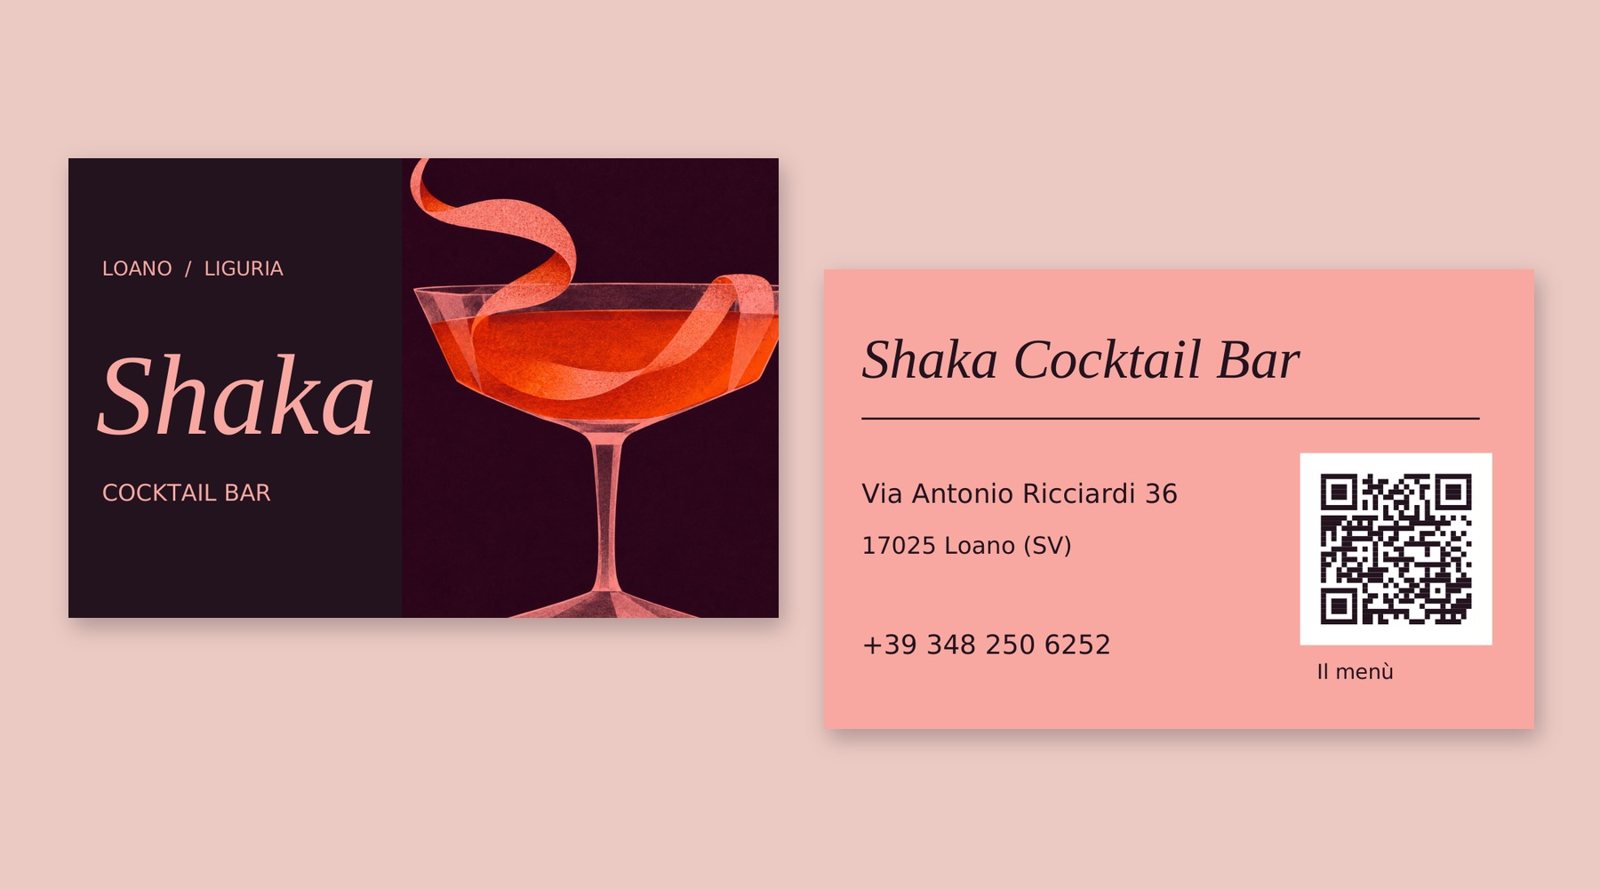 LOANO / LIGURIA
Shaka
COCKTAIL BAR
Shaka Cocktail Bar
Via Antonio Ricciardi 36
17025 Loano (SV)
+39 348 250 6252
Il menù